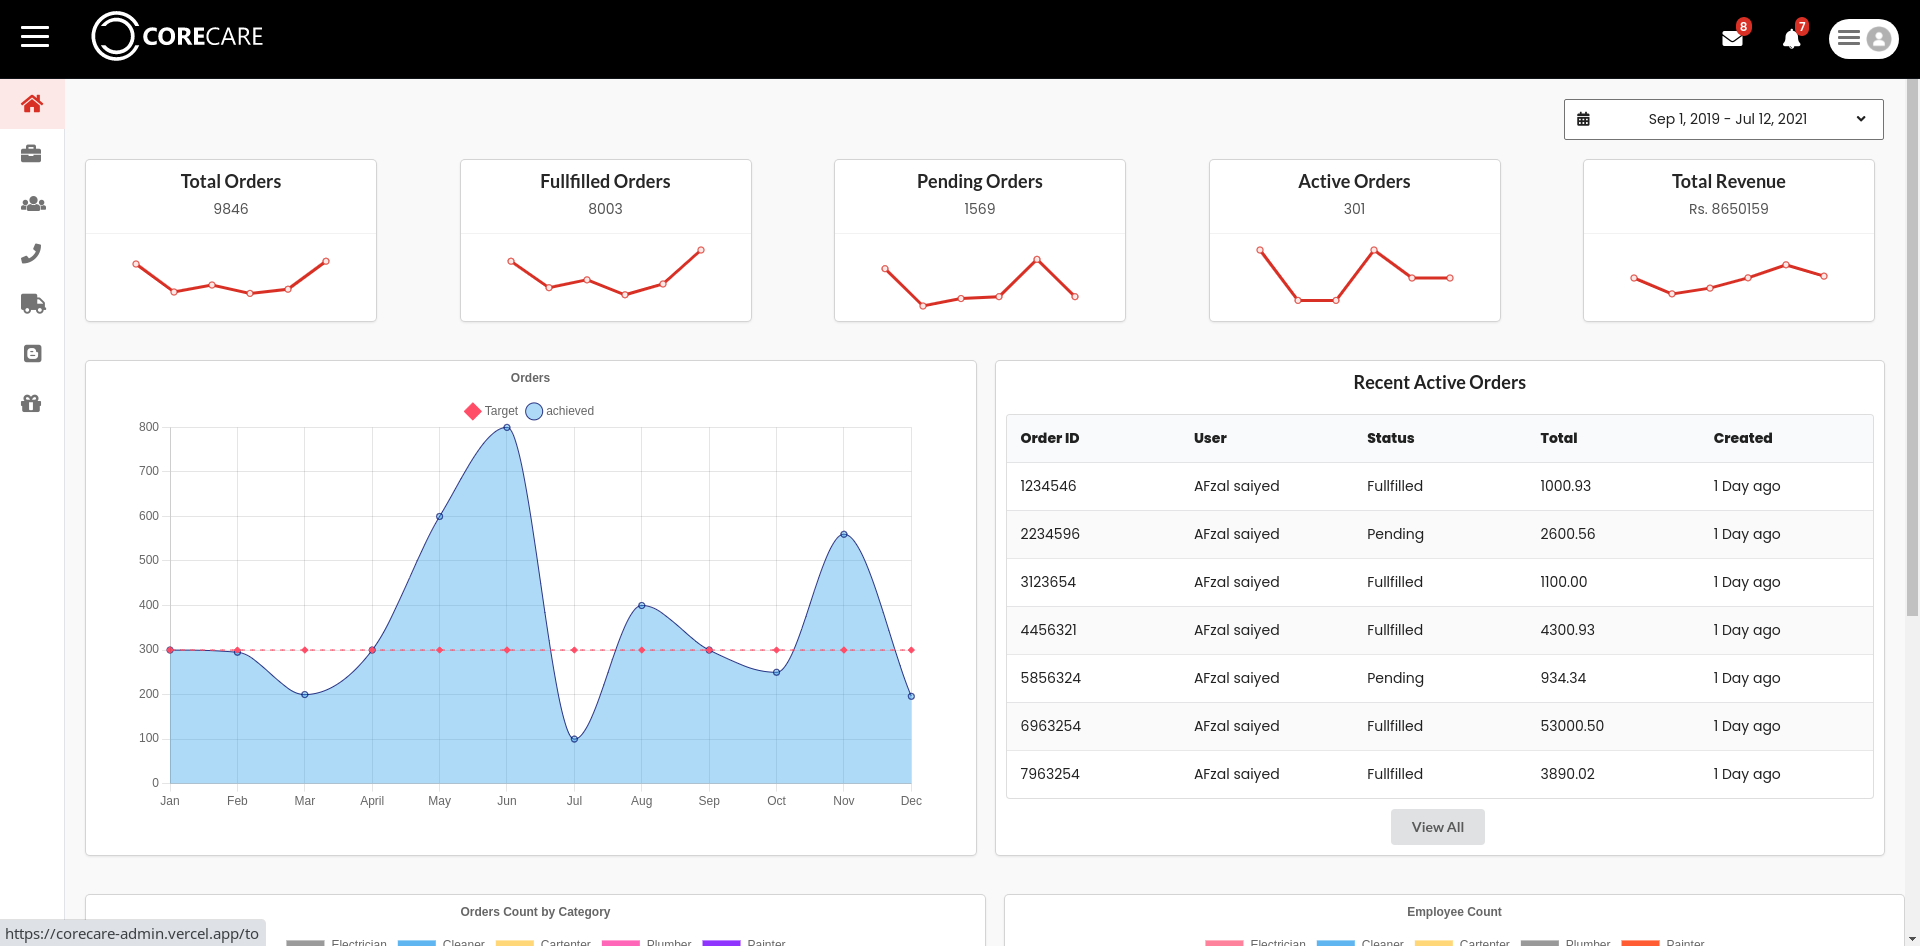 CORECARE
8
7
Sep 1, 2019 - Jul 12, 2021
Total Orders
9846
Fullfilled Orders
8003
Pending Orders
1569
Active Orders
301
Total Revenue
Rs. 8650159
Orders
Target achieved
800
700
600
500
400
300
200
100
0
Jan Feb Mar April May Jun Jul Aug Sep Oct Nov Dec
Recent Active Orders
Order ID User Status Total Created
1234546 AFzal saiyed Fullfilled 1000.93 1 Day ago
2234596 AFzal saiyed Pending 2600.56 1 Day ago
3123654 AFzal saiyed Fullfilled 1100.00 1 Day ago
4456321 AFzal saiyed Fullfilled 4300.93 1 Day ago
5856324 AFzal saiyed Pending 934.34 1 Day ago
6963254 AFzal saiyed Fullfilled 53000.50 1 Day ago
7963254 AFzal saiyed Fullfilled 3890.02 1 Day ago
View All
Orders Count by Category
Electrician Cleaner Cartenter Plumber Painter
Employee Count
Electrician Cleaner Cartenter Plumber Painter
https://corecare-admin.vercel.app/to